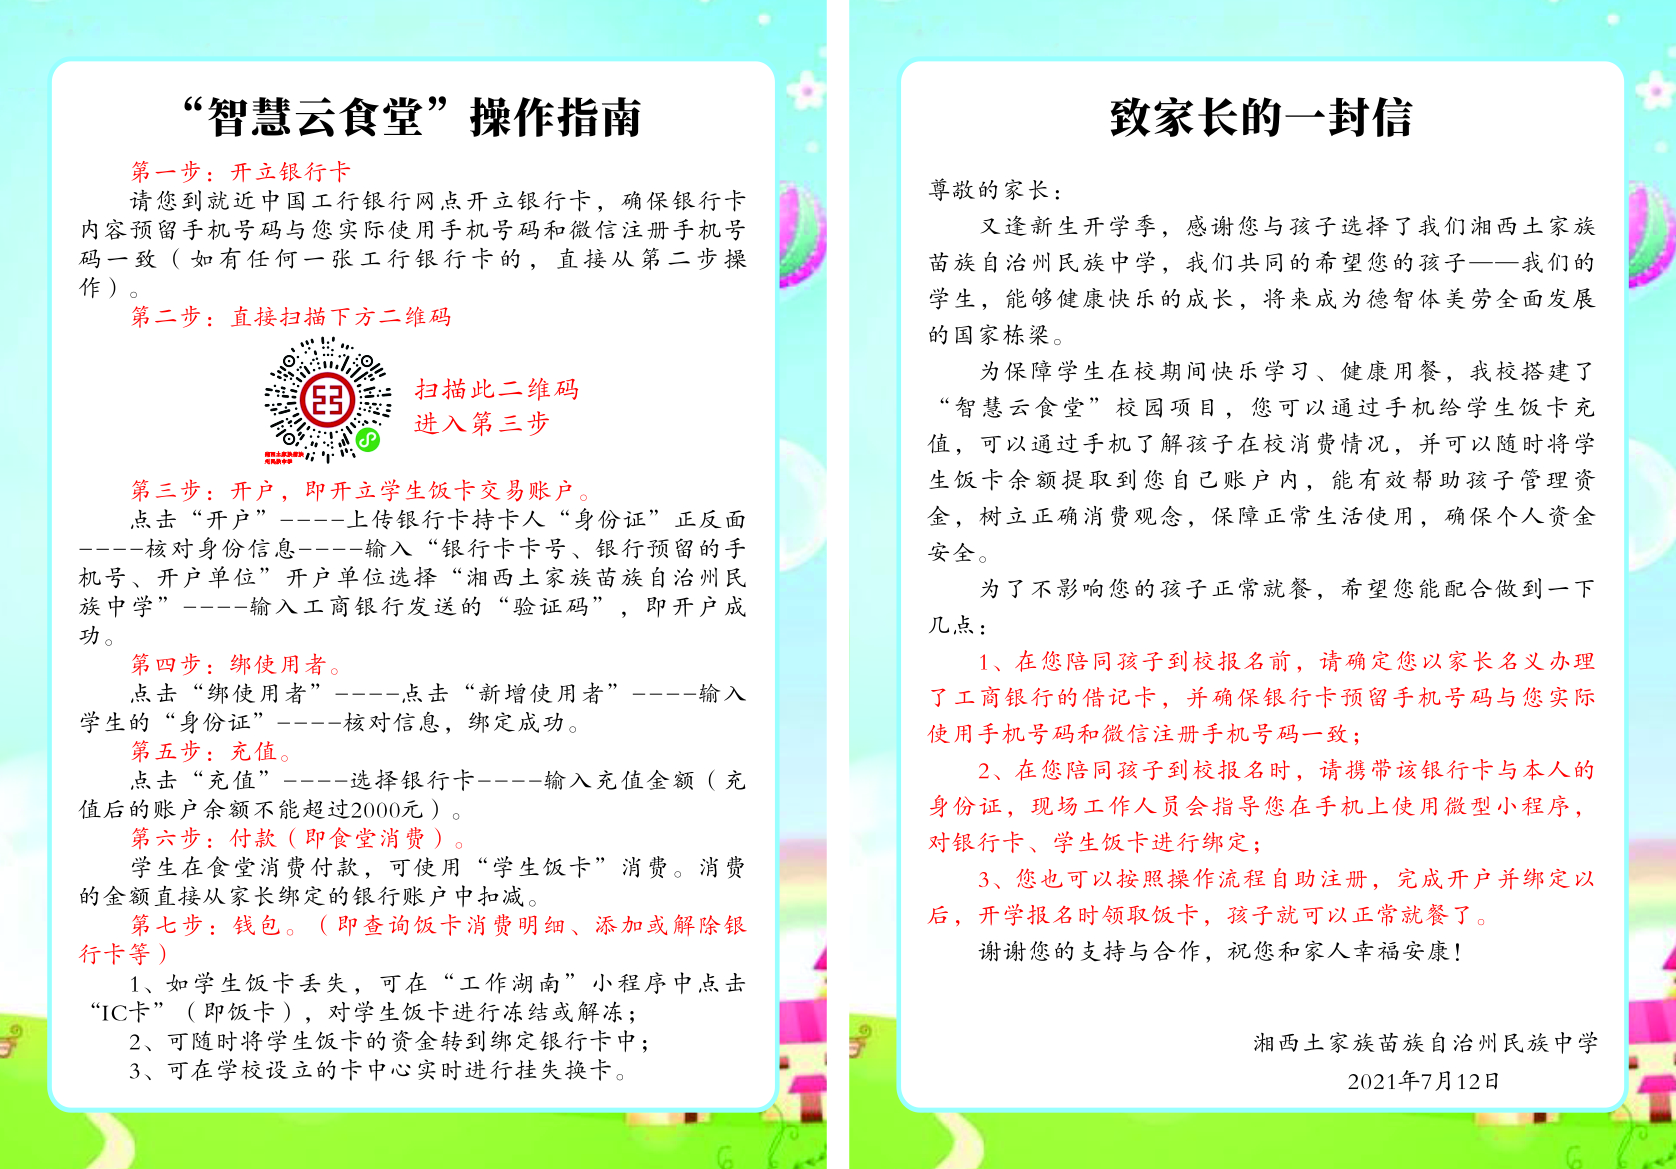 “智慧云食堂”操作指南
第一步：开立银行卡
请您到就近中国工行银行网点开立银行卡，确保银行卡
内容预留手机号码与您实际使用手机号码和微信注册手机号
码一致（如有任何一张工行银行卡的，直接从第二步操
作）。
第二步：直接扫描下方二维码
扫描此二维码
进入第三步
第三步：开户，即开立学生饭卡交易账户。
点击“开户”----上传银行卡持卡人“身份证”正反面
----核对身份信息----输入“银行卡卡号、银行预留的手
机号、开户单位”开户单位选择“湘西土家族苗族自治州民
族中学”----输入工商银行发送的“验证码”，即开户成
功。
第四步：绑使用者。
点击“绑使用者”----点击“新增使用者”----输入
学生的“身份证”----核对信息，绑定成功。
第五步：充值。
点击“充值”----选择银行卡----输入充值金额（充
值后的账户余额不能超过2000元）。
第六步：付款（即食堂消费）。
学生在食堂消费付款，可使用“学生饭卡”消费。消费
的金额直接从家长绑定的银行账户中扣减。
第七步：钱包。（即查询饭卡消费明细、添加或解除银
行卡等）
1、如学生饭卡丢失，可在“工作湖南”小程序中点击
“IC卡”（即饭卡），对学生饭卡进行冻结或解冻；
2、可随时将学生饭卡的资金转到绑定银行卡中；
3、可在学校设立的卡中心实时进行挂失换卡。
致家长的一封信
尊敬的家长：
又逢新生开学季，感谢您与孩子选择了我们湘西土家族
苗族自治州民族中学，我们共同的希望您的孩子——我们的
学生，能够健康快乐的成长，将来成为德智体美劳全面发展
的国家栋梁。
为保障学生在校期间快乐学习、健康用餐，我校搭建了
“智慧云食堂”校园项目，您可以通过手机给学生饭卡充
值，可以通过手机了解孩子在校消费情况，并可以随时将学
生饭卡余额提取到您自己账户内，能有效帮助孩子管理资
金，树立正确消费观念，保障正常生活使用，确保个人资金
安全。
为了不影响您的孩子正常就餐，希望您能配合做到一下
几点：
1、在您陪同孩子到校报名前，请确定您以家长名义办理
了工商银行的借记卡，并确保银行卡预留手机号码与您实际
使用手机号码和微信注册手机号码一致；
2、在您陪同孩子到校报名时，请携带该银行卡与本人的
身份证，现场工作人员会指导您在手机上使用微型小程序，
对银行卡、学生饭卡进行绑定；
3、您也可以按照操作流程自助注册，完成开户并绑定以
后，开学报名时领取饭卡，孩子就可以正常就餐了。
谢谢您的支持与合作，祝您和家人幸福安康！
湘西土家族苗族自治州民族中学
2021年7月12日